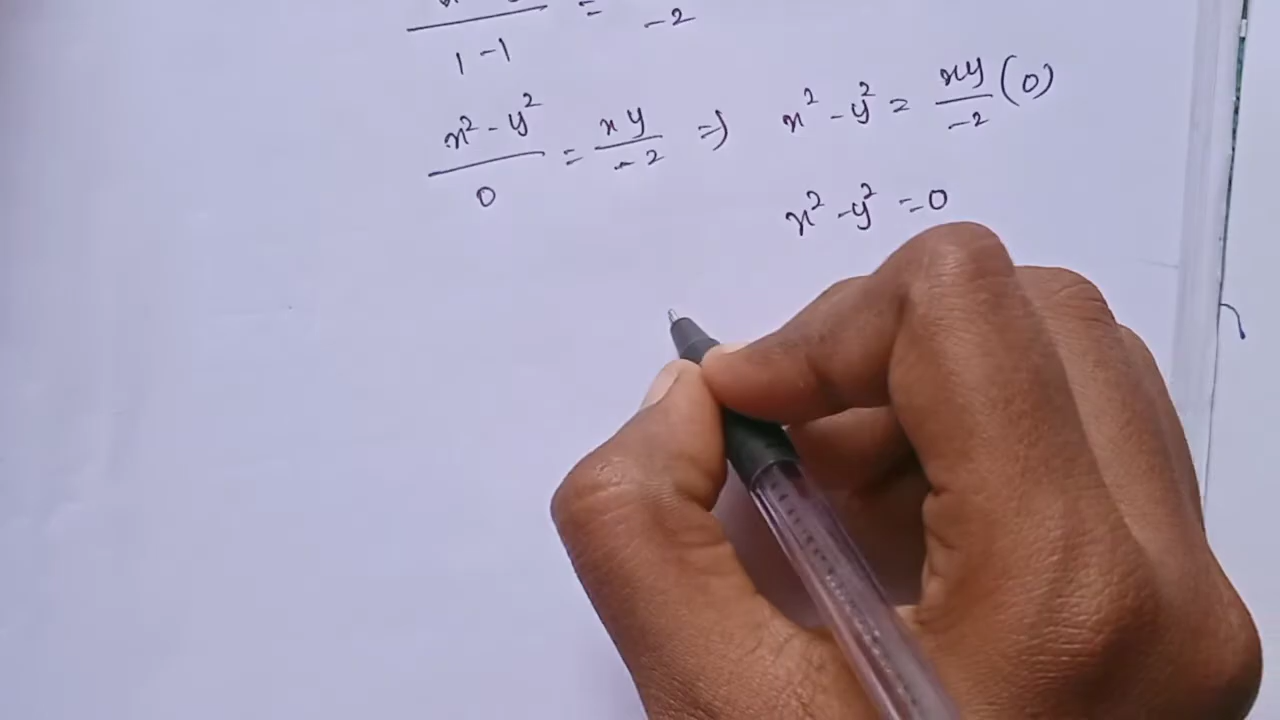 = -2
1 - 1
x² - y² / 0 = xy / -2 ⇒ x² - y² = xy / -2 (0)
x² - y² = 0